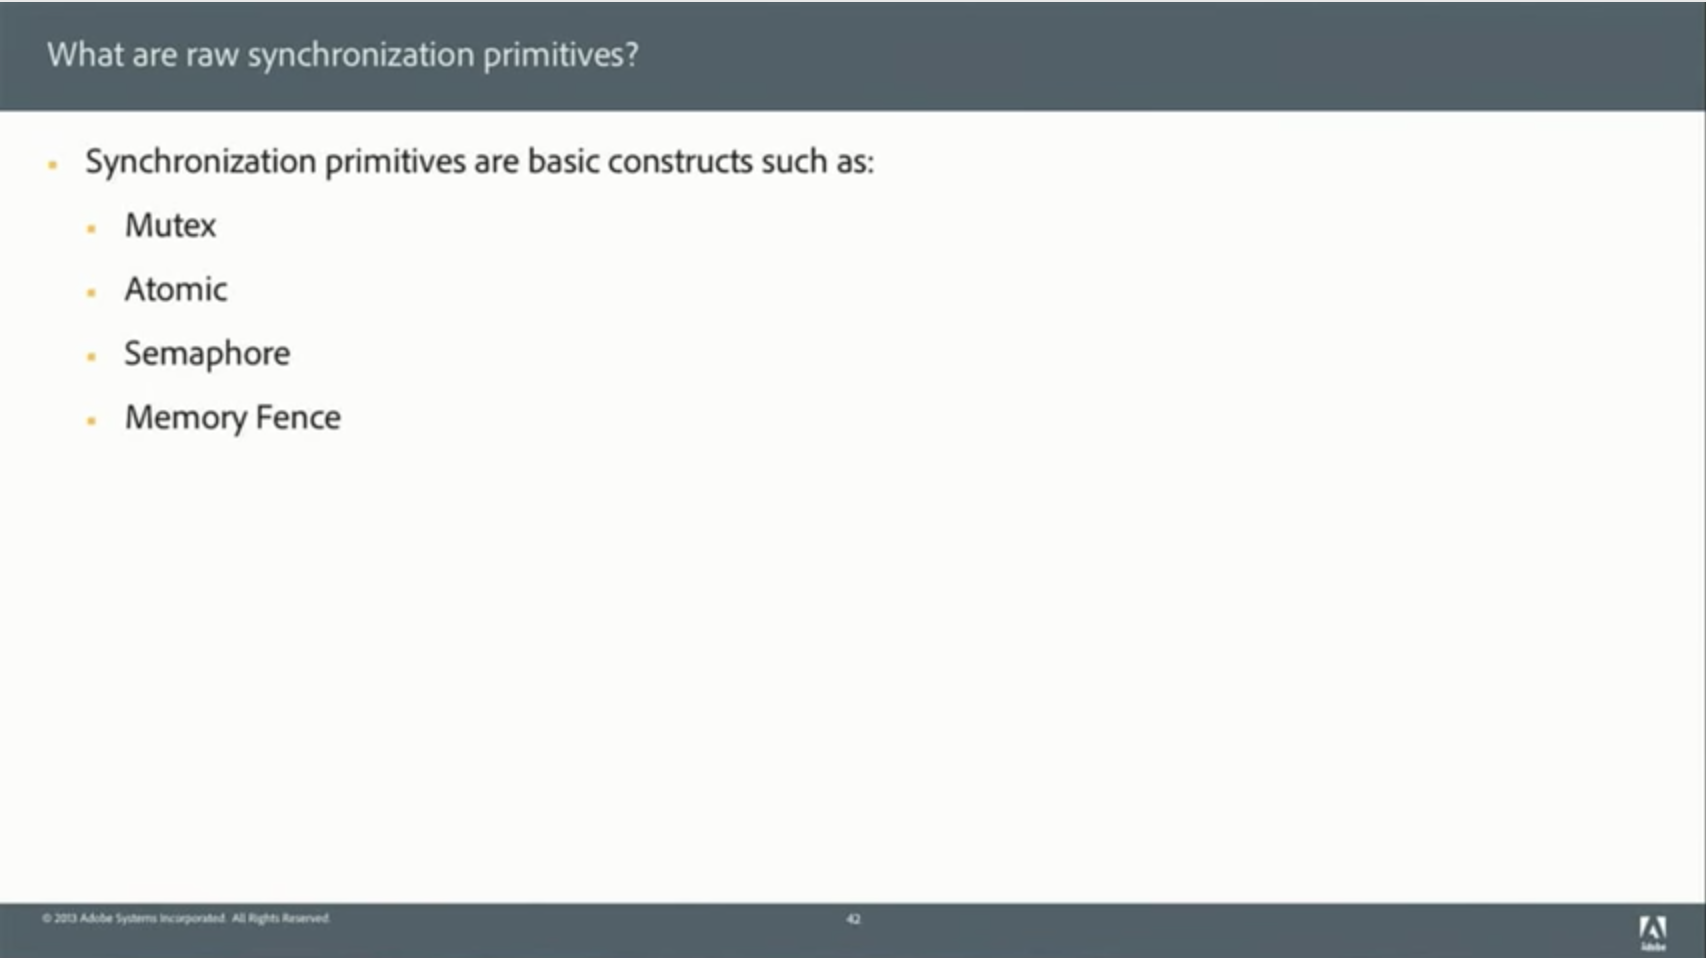 What are raw synchronization primitives?
Synchronization primitives are basic constructs such as:
Mutex
Atomic
Semaphore
Memory Fence
© 2013 Adobe Systems Incorporated. All Rights Reserved.
42
Adobe